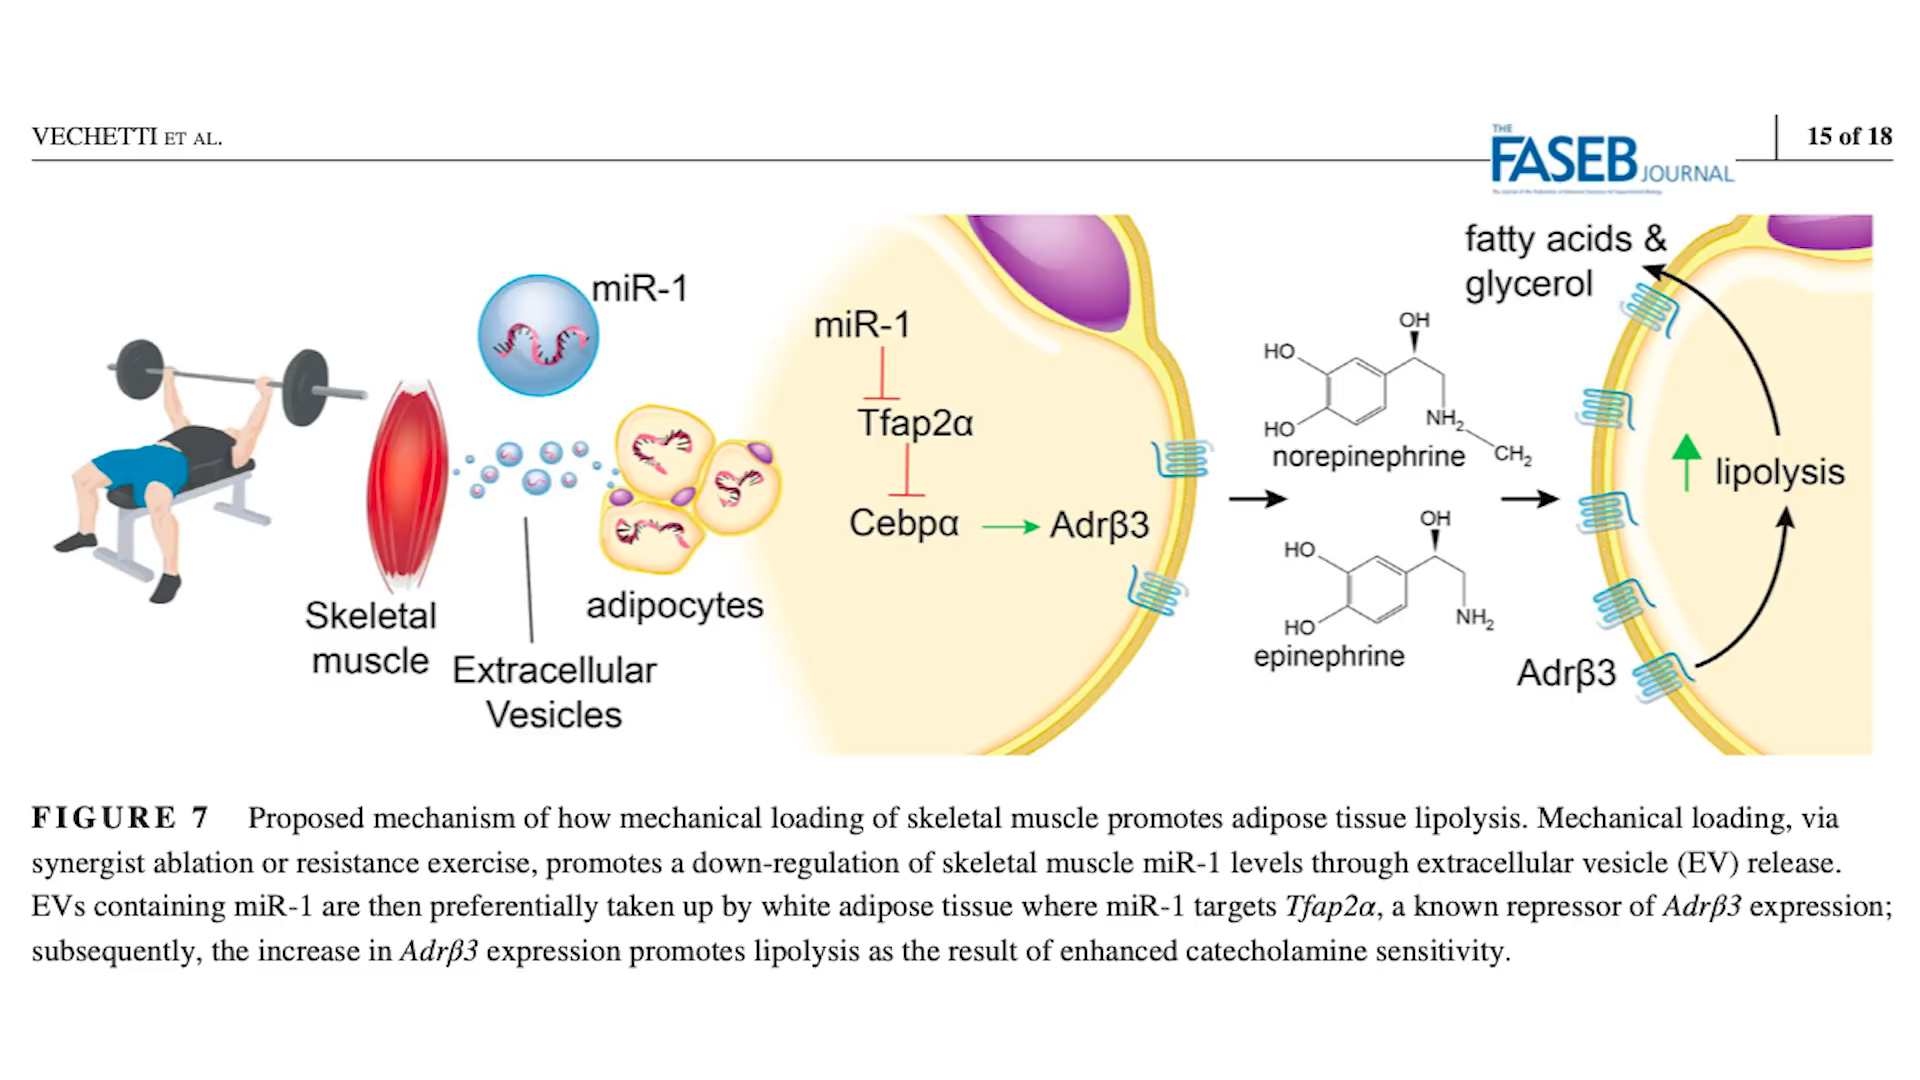 VECHETTI ET AL.
THE
FASEB JOURNAL
15 of 18
miR-1
Skeletal
muscle
Extracellular
Vesicles
adipocytes
miR-1
Tfap2α
Cebpα
Adrβ3
OH
HO
HO
NH2
CH2
norepinephrine
OH
HO
HO
NH2
epinephrine
fatty acids &
glycerol
lipolysis
Adrβ3
FIGURE 7 Proposed mechanism of how mechanical loading of skeletal muscle promotes adipose tissue lipolysis. Mechanical loading, via
synergist ablation or resistance exercise, promotes a down-regulation of skeletal muscle miR-1 levels through extracellular vesicle (EV) release.
EVs containing miR-1 are then preferentially taken up by white adipose tissue where miR-1 targets Tfap2α, a known repressor of Adrβ3 expression;
subsequently, the increase in Adrβ3 expression promotes lipolysis as the result of enhanced catecholamine sensitivity.